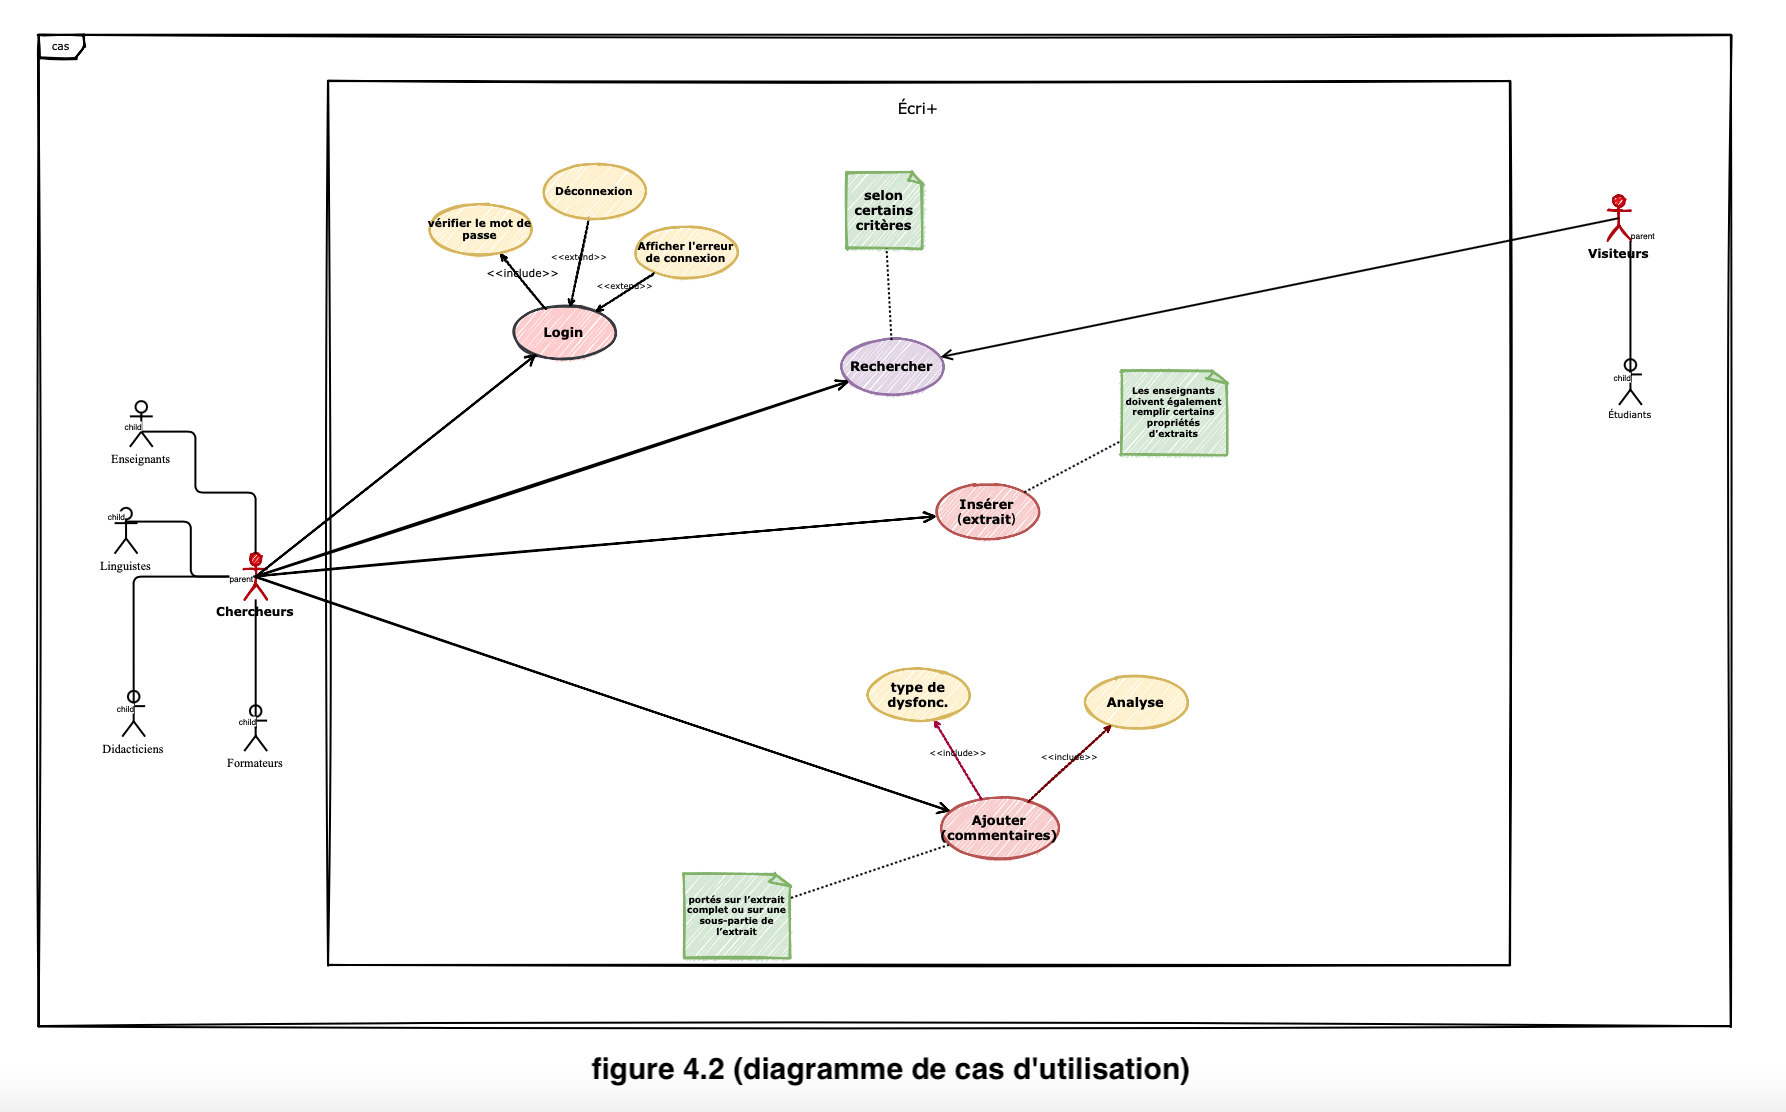 cas
Écri+
Déconnexion
vérifier le mot de
passe
Afficher l'erreur
de connexion
<<extend>>
<<include>>
<<extend>>
Login
selon
certains
critères
Rechercher
parent
Visiteurs
child
Étudiants
Les enseignants
doivent également
remplir certains
propriétés
d'extraits
Insérer
(extrait)
child
Enseignants
child
Linguistes
parent
Chercheurs
child
Didacticiens
child
Formateurs
type de
dysfonc.
Analyse
<<include>>
<<include>>
Ajouter
(commentaires)
portés sur l'extrait
complet ou sur une
sous-partie de
l'extrait
figure 4.2 (diagramme de cas d'utilisation)